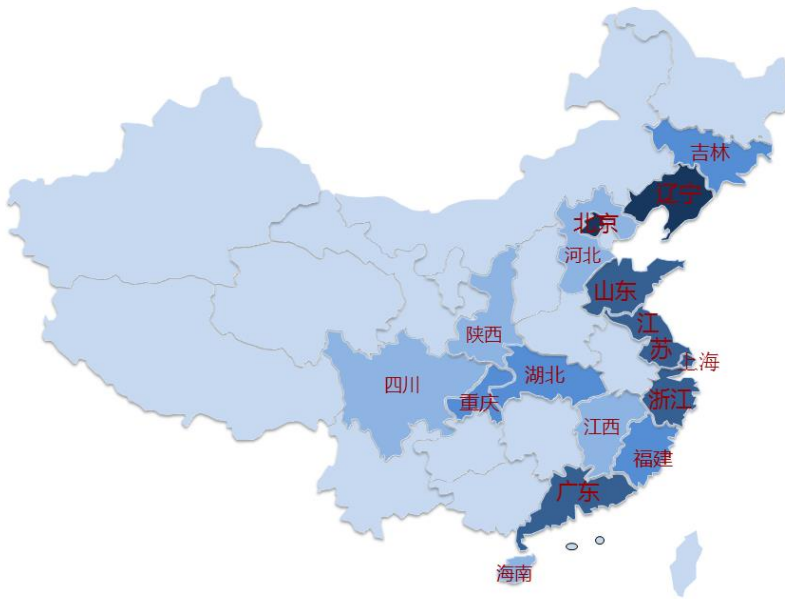 吉林
辽宁
北京
河北
山东
江
苏
上海
陕西
湖北
四川
重庆
浙江
江西
福建
广东
海南